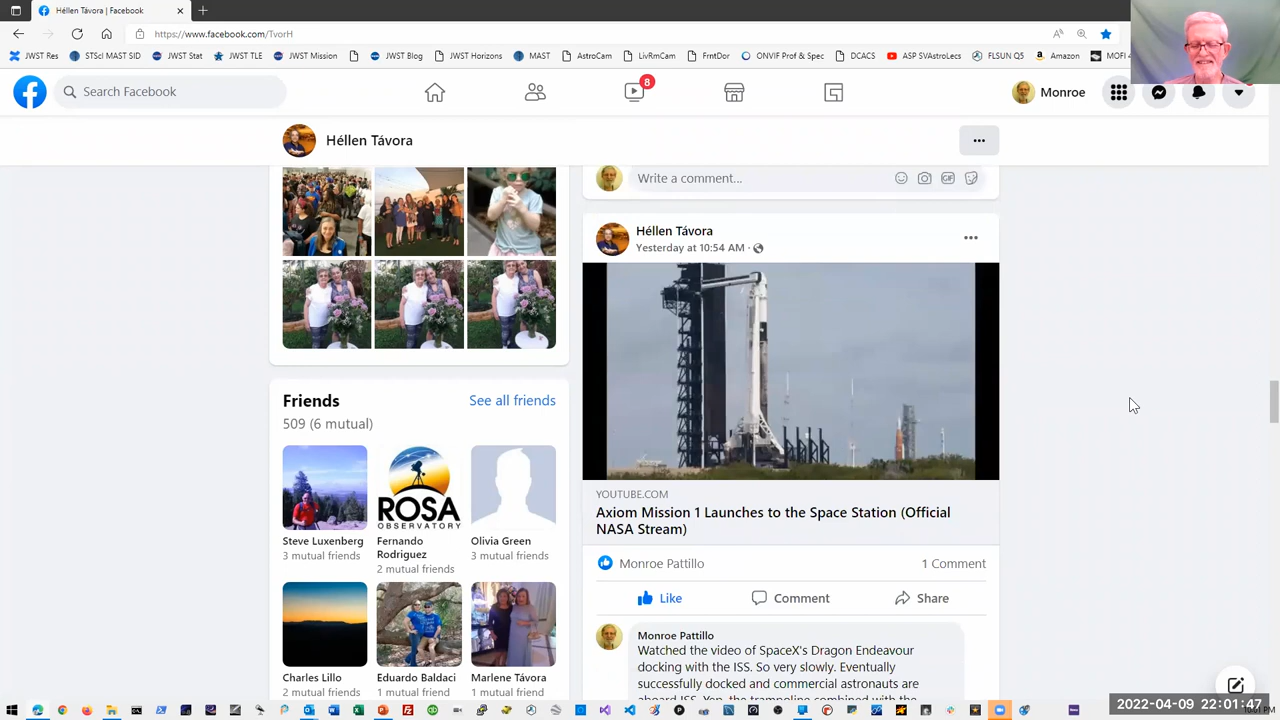 Héllen Távora | Facebook
https://www.facebook.com/TvorH
JWST Res
STScl MAST SID
JWST Stat
JWST TLE
JWST Mission
JWST Blog
JWST Horizons
MAST
AstroCam
LivRmCam
FrntDor
ONVIF Prof & Spec
DCACS
ASP SVAstroLecs
FLSUN Q5
Amazon
MOFI
Search Facebook
8
Monroe
Héllen Távora
Write a comment...
GIF
Héllen Távora
Yesterday at 10:54 AM ·
YOUTUBE.COM
Axiom Mission 1 Launches to the Space Station (Official
NASA Stream)
Monroe Pattillo
1 Comment
Like
Comment
Share
Monroe Pattillo
Watched the video of SpaceX's Dragon Endeavour
docking with the ISS. So very slowly. Eventually
successfully docked and commercial astronauts are
Friends
See all friends
509 (6 mutual)
ROSA
OBSERVATORY
Steve Luxenberg
3 mutual friends
Fernando
Rodriguez
2 mutual friends
Olivia Green
3 mutual friends
Charles Lillo
2 mutual friends
Eduardo Baldaci
1 mutual friend
Marlene Távora
1 mutual friend
2022-04-09 22:01:47